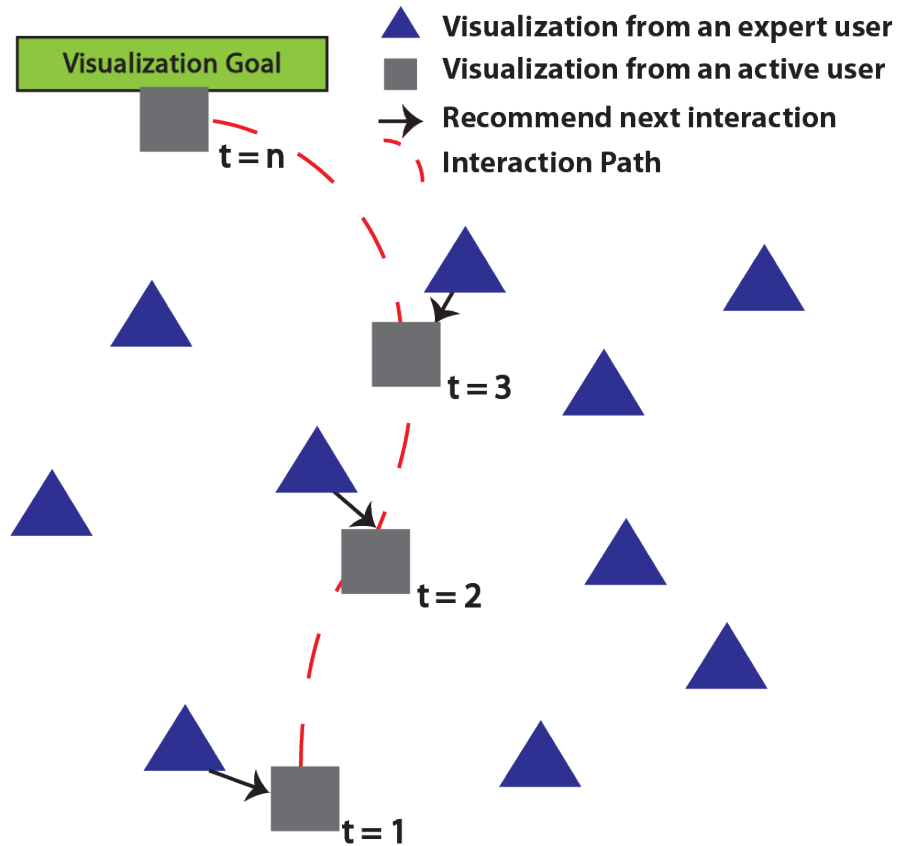 Visualization Goal
Visualization from an expert user
Visualization from an active user
Recommend next interaction
Interaction Path
t = n
t = 3
t = 2
t = 1